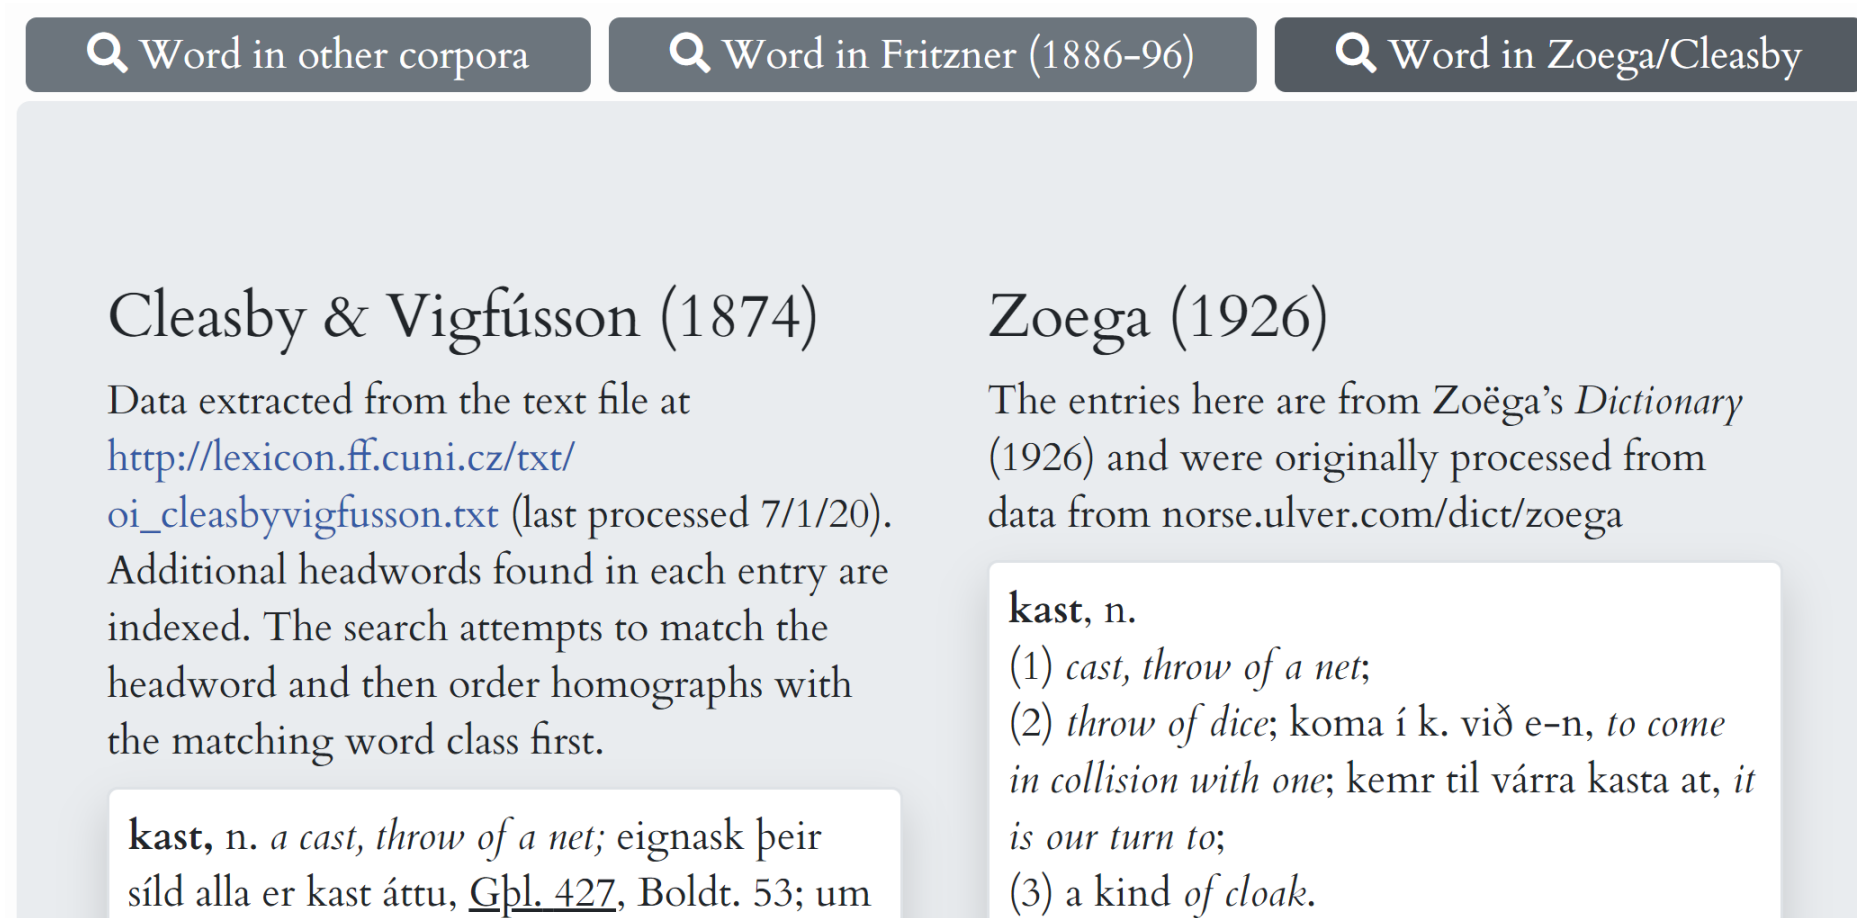 Word in other corpora
Word in Fritzner (1886-96)
Word in Zoega/Cleasby
Cleasby & Vigfússon (1874)
Data extracted from the text file at
http://lexicon.ff.cuni.cz/txt/
oi_cleasbyvigfusson.txt (last processed 7/1/20).
Additional headwords found in each entry are
indexed. The search attempts to match the
headword and then order homographs with
the matching word class first.
kast, n. a cast, throw of a net; eignask þeir
síld alla er kast áttu, Gþl. 427, Boldt. 53; um
Zoega (1926)
The entries here are from Zoëga’s Dictionary
(1926) and were originally processed from
data from norse.ulver.com/dict/zoega
kast, n.
(1) cast, throw of a net;
(2) throw of dice; koma í k. við e-n, to come
in collision with one; kemr til várra kasta at, it
is our turn to;
(3) a kind of cloak.